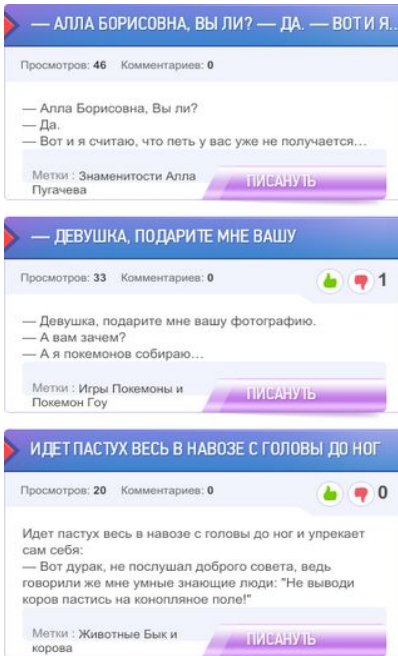 — АЛЛА БОРИСОВНА, ВЫ ЛИ? — ДА. — ВОТ И Я..
Просмотров: 46 Комментариев: 0
— Алла Борисовна, Вы ли?
— Да.
— Вот и я считаю, что петь у вас уже не получается…
Метки : Знаменитости Алла
Пугачева
ПИСАНУТЬ
— ДЕВУШКА, ПОДАРИТЕ МНЕ ВАШУ
Просмотров: 33 Комментариев: 0
1
— Девушка, подарите мне вашу фотографию.
— А вам зачем?
— А я покемонов собираю…
Метки : Игры Покемоны и
Покемон Гоу
ПИСАНУТЬ
ИДЕТ ПАСТУХ ВЕСЬ В НАВОЗЕ С ГОЛОВЫ ДО НОГ
Просмотров: 20 Комментариев: 0
0
Идет пастух весь в навозе с головы до ног и упрекает
сам себя:
— Вот дурак, не послушал доброго совета, ведь
говорили же мне умные знающие люди: "Не выводи
коров пастись на конопляное поле!"
Метки : Животные Бык и
корова
ПИСАНУТЬ